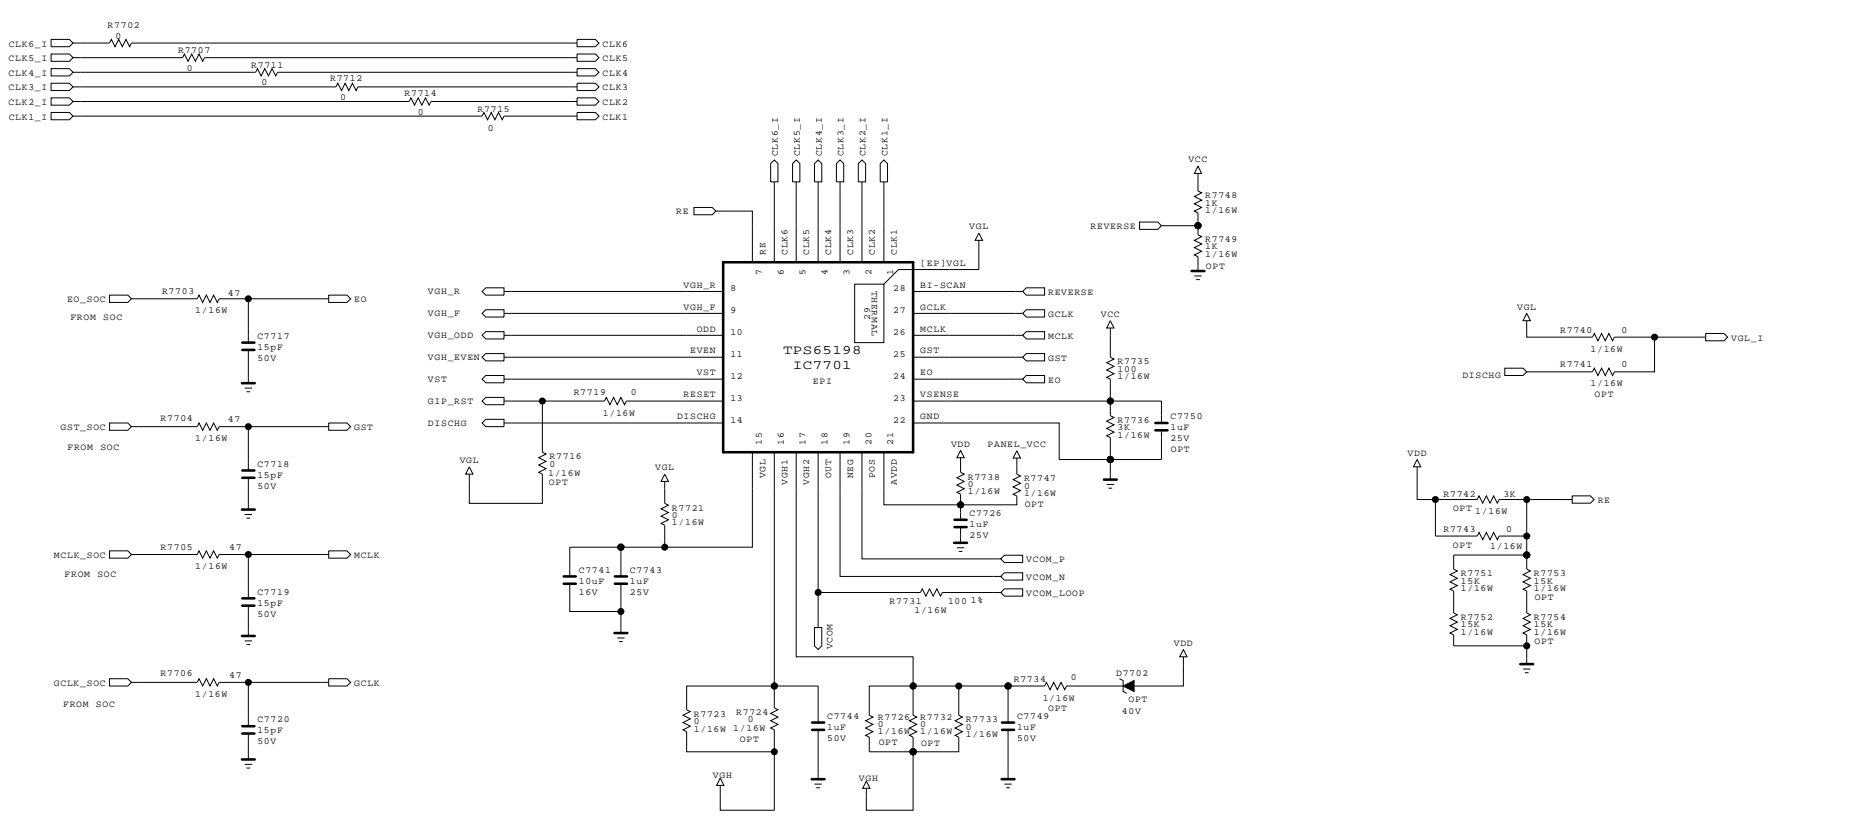 R7702
0
CLK6_I
CLK6
R7707
CLK5_I
CLK5
0
R7711
CLK4_I
CLK4
0
R7712
CLK3_I
CLK3
0
R7714
CLK2_I
CLK2
0
R7715
CLK1_I
CLK1
0
CLK6_I
CLK5_I
CLK4_I
CLK3_I
CLK2_I
CLK1_I
RE
RE
CLK6
CLK5
CLK4
CLK3
CLK2
CLK1
7
6
5
4
3
2
1
VGL
[EP]VGL
VCC
R7748
1K
1/16W
REVERSE
R7749
1K
1/16W
OPT
EO_SOC
R7703
47
EO
FROM SOC
1/16W
C7717
15pF
50V
GST_SOC
R7704
47
GST
FROM SOC
1/16W
C7718
15pF
50V
MCLK_SOC
R7705
47
MCLK
FROM SOC
1/16W
C7719
15pF
50V
GCLK_SOC
R7706
47
GCLK
FROM SOC
1/16W
C7720
15pF
50V
VGH_R
VGH_R
8
VGH_F
VGH_F
9
VGH_ODD
ODD
10
VGH_EVEN
EVEN
11
VST
VST
12
GIP_RST
R7719
0
1/16W
RESET
13
DISCHG
DISCHG
14
TPS65198
IC7701
EPI
THERMAL
29
28
BI-SCAN
REVERSE
27
GCLK
GCLK
26
MCLK
MCLK
25
GST
GST
24
EO
EO
23
VSENSE
22
GND
VCC
R7735
100
1/16W
R7736
3K
1/16W
C7750
1uF
25V
OPT
15
16
17
18
19
20
21
VGL
VGH1
VGH2
OUT
NEG
POS
AVDD
VGL
R7716
0
1/16W
OPT
VGL
R7721
0
1/16W
C7741
10uF
16V
C7743
1uF
25V
VDD
R7738
0
1/16W
PANEL_VCC
R7747
0
1/16W
OPT
C7726
1uF
25V
VCOM_P
VCOM_N
R7731
100 1%
1/16W
VCOM_LOOP
VCOM
R7723
0
1/16W
R7724
0
1/16W
OPT
C7744
1uF
50V
VGH
R7726
0
1/16W
OPT
R7732
0
1/16W
OPT
R7733
0
1/16W
C7749
1uF
50V
VGH
R7734
0
1/16W
OPT
D7702
OPT
40V
VDD
VGL
R7740
0
1/16W
VGL_I
DISCHG
R7741
0
1/16W
OPT
VDD
R7742
3K
OPT
1/16W
RE
R7743
0
OPT
1/16W
R7751
15K
1/16W
R7753
15K
1/16W
OPT
R7752
15K
1/16W
R7754
15K
1/16W
OPT